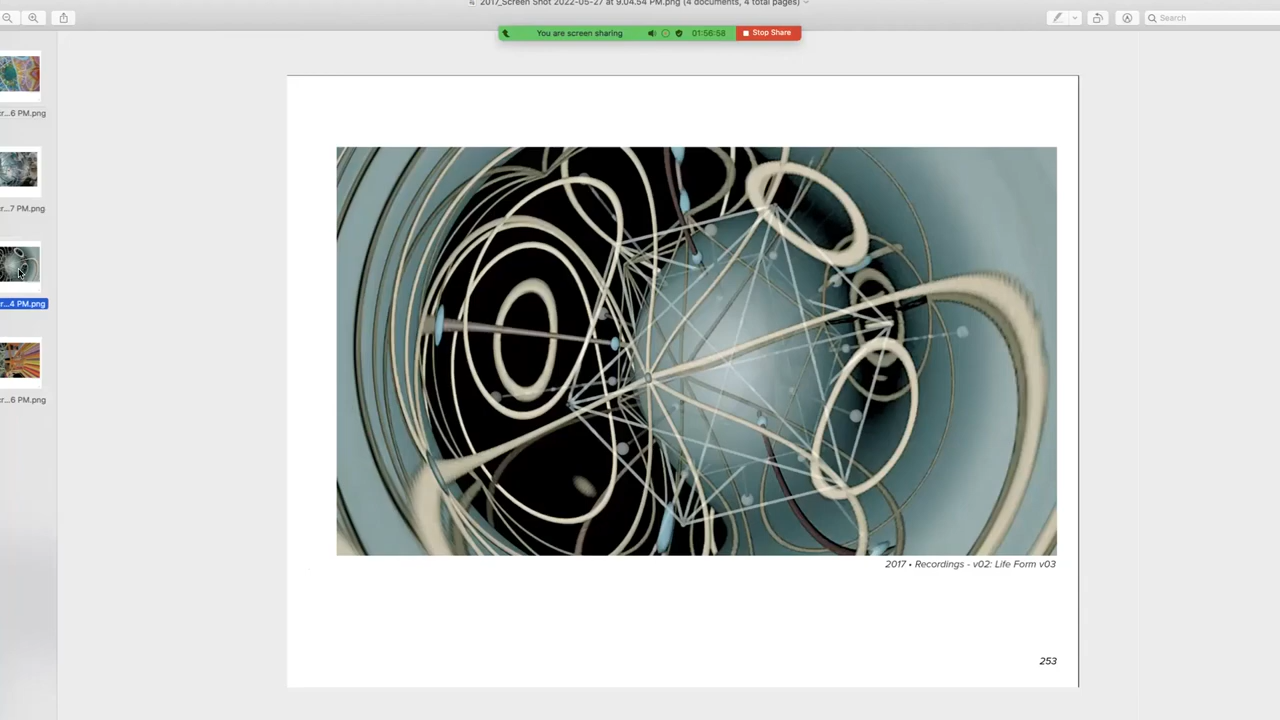 2017_Screen Shot 2022-05-27 at 9.04.54 PM.png (4 documents, 4 total pages)
You are screen sharing
01:56:58
Stop Share
Search
r...6 PM.png
r...7 PM.png
r...4 PM.png
r...6 PM.png
2017 • Recordings - v02: Life Form v03
253